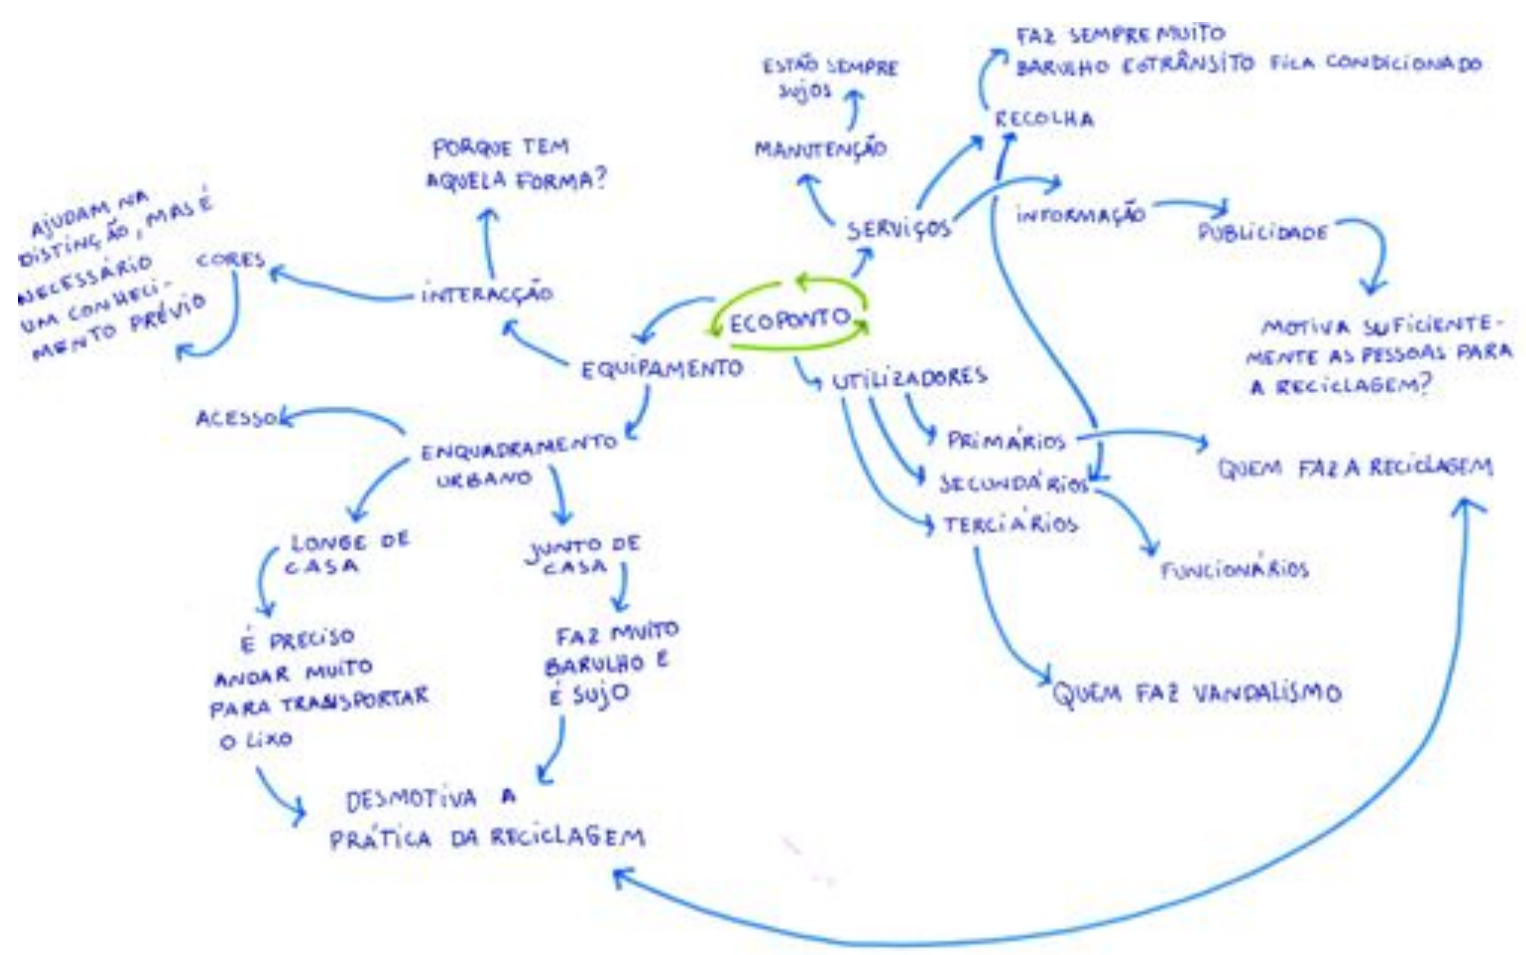 FAZ SEMPRE MUITO
BARULHO E O TRÂNSITO FICA CONDICIONADO
ESTÃO SEMPRE
SUJOS
RECOLHA
MANUTENÇÃO
PORQUE TEM
AQUELA FORMA?
AJUDAM NA
DISTINÇÃO, MAS É
NECESSÁRIO
UM CONHECI-
MENTO PRÉVIO
CORES
INTERACÇÃO
SERVIÇOS
INFORMAÇÃO
PUBLICIDADE
MOTIVA SUFICIENTE-
MENTE AS PESSOAS PARA
A RECICLAGEM?
ECOPONTO
EQUIPAMENTO
UTILIZADORES
ACESSO
ENQUADRAMENTO
URBANO
PRIMÁRIOS
QUEM FAZ A RECICLAGEM
SECUNDÁRIOS
TERCIÁRIOS
FUNCIONÁRIOS
LONGE DE
CASA
JUNTO DE
CASA
É PRECISO
ANDAR MUITO
PARA TRANSPORTAR
O LIXO
FAZ MUITO
BARULHO E
É SUJO
QUEM FAZ VANDALISMO
DESMOTIVA A
PRÁTICA DA RECICLAGEM